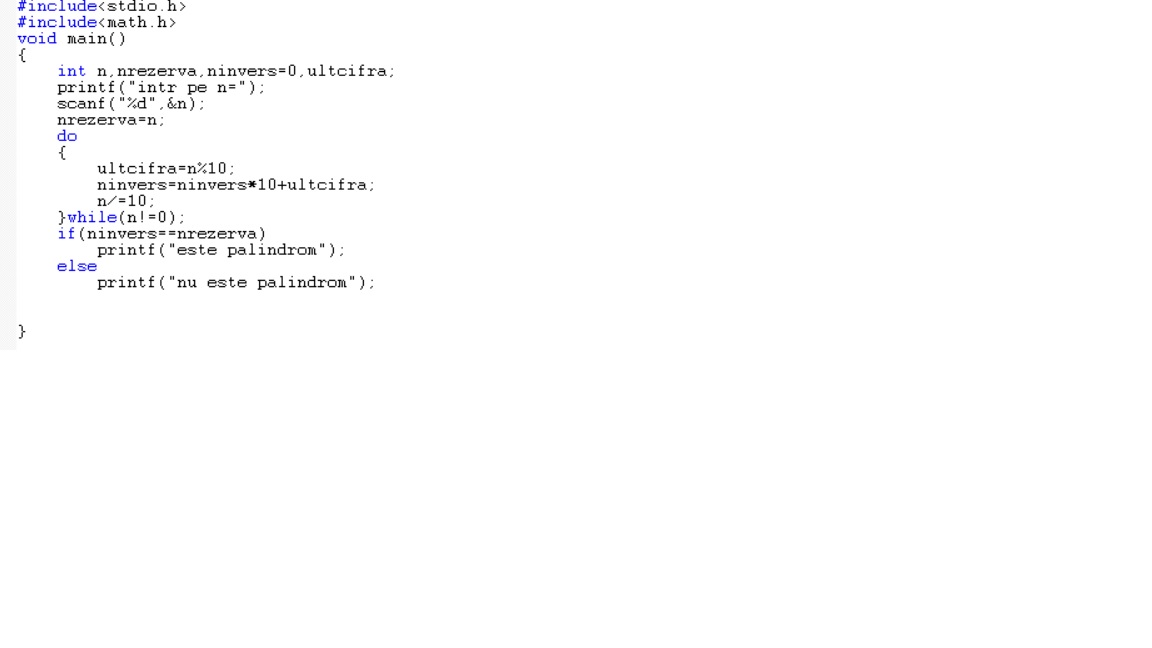 #include<stdio.h>
#include<math.h>
void main()
{
    int n,nrezerva,ninvers=0,ultcifra;
    printf("intr pe n=");
    scanf("%d",&n);
    nrezerva=n;
    do
    {
        ultcifra=n%10;
        ninvers=ninvers*10+ultcifra;
        n/=10;
    }while(n!=0);
    if(ninvers==nrezerva)
        printf("este palindrom");
    else
        printf("nu este palindrom");
}